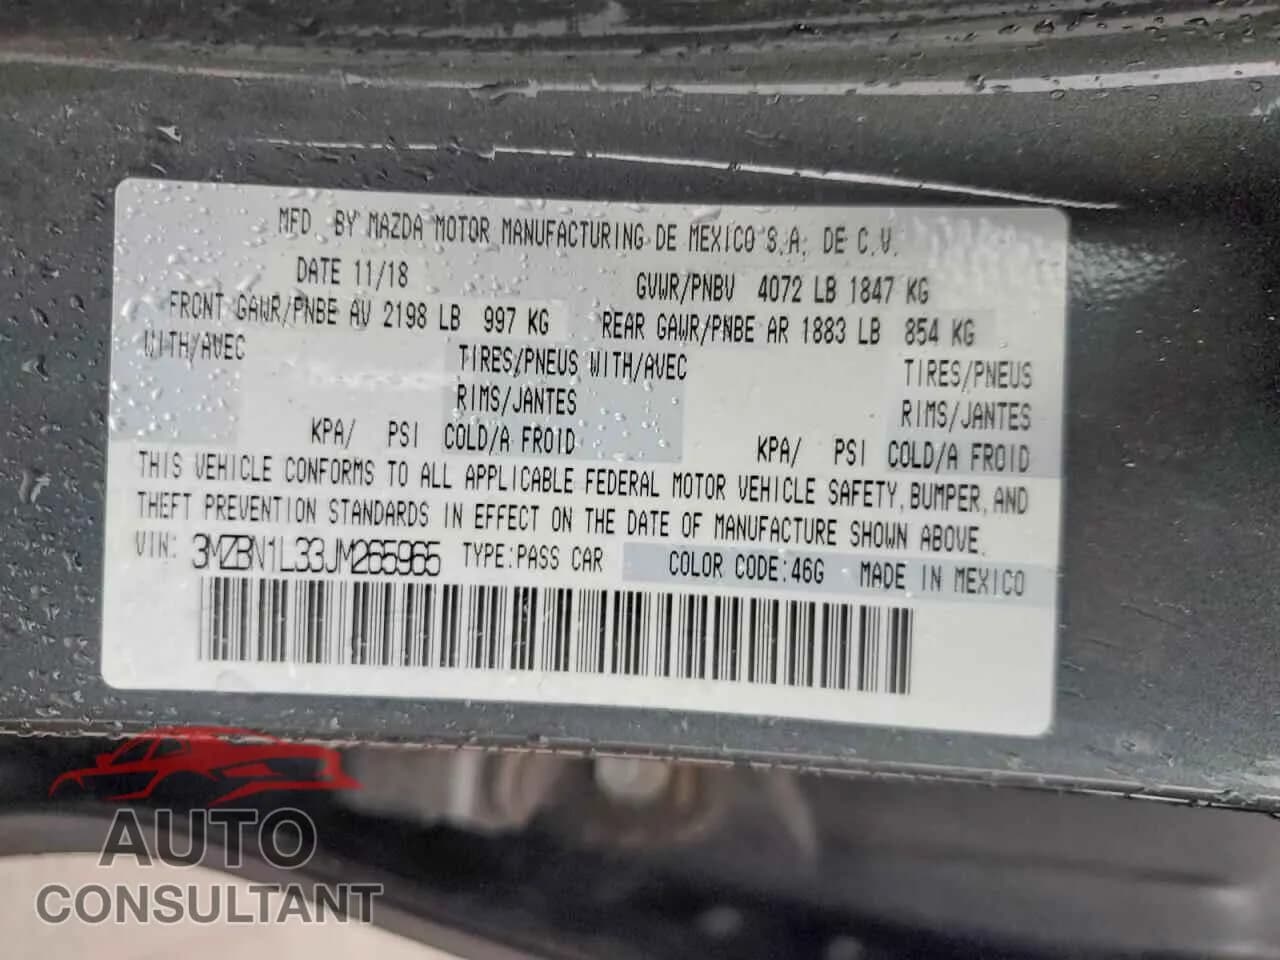 MFD. BY MAZDA MOTOR MANUFACTURING DE MEXICO S.A. DE C.V.
DATE 11/18 GVWR/PNBV 4072 LB 1847 KG
FRONT GAWR/PNBE AV 2198 LB 997 KG REAR GAWR/PNBE AR 1883 LB 854 KG
WITH/AVEC TIRES/PNEUS WITH/AVEC TIRES/PNEUS
RIMS/JANTES RIMS/JANTES
KPA/ PSI COLD/A FROID KPA/ PSI COLD/A FROID
THIS VEHICLE CONFORMS TO ALL APPLICABLE FEDERAL MOTOR VEHICLE SAFETY, BUMPER, AND
THEFT PREVENTION STANDARDS IN EFFECT ON THE DATE OF MANUFACTURE SHOWN ABOVE.
VIN: 3MZBN1L33JM265965 TYPE:PASS CAR COLOR CODE:46G MADE IN MEXICO
AUTO
CONSULTANT